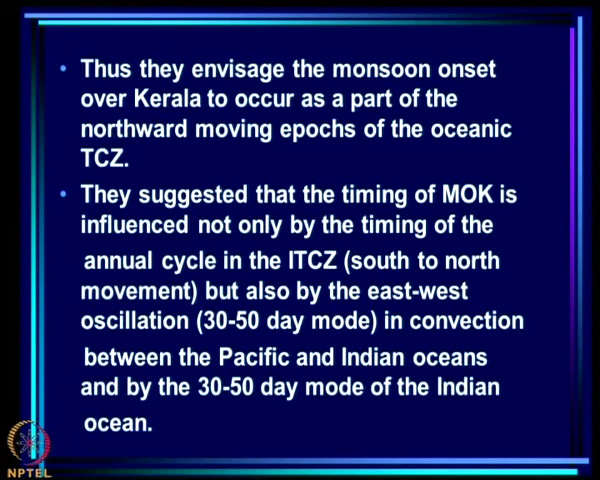 • Thus they envisage the monsoon onset
over Kerala to occur as a part of the
northward moving epochs of the oceanic
TCZ.
• They suggested that the timing of MOK is
influenced not only by the timing of the
annual cycle in the ITCZ (south to north
movement) but also by the east-west
oscillation (30-50 day mode) in convection
between the Pacific and Indian oceans
and by the 30-50 day mode of the Indian
ocean.
NPTEL